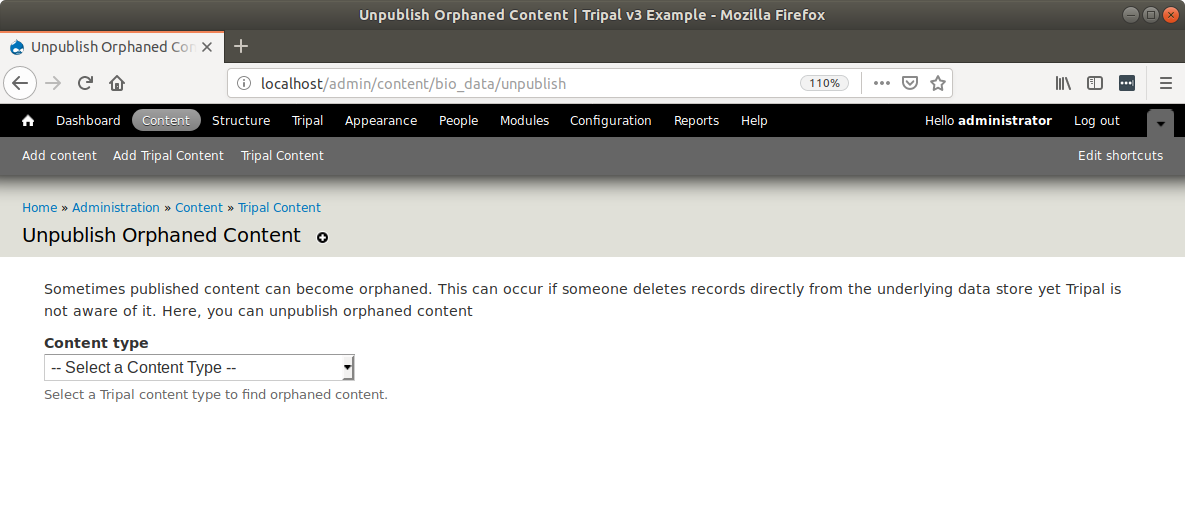 Unpublish Orphaned Content | Tripal v3 Example - Mozilla Firefox
Unpublish Orphaned Con
localhost/admin/content/bio_data/unpublish 110%
Dashboard Content Structure Tripal Appearance People Modules Configuration Reports Help Hello administrator Log out
Add content Add Tripal Content Tripal Content Edit shortcuts
Home » Administration » Content » Tripal Content
Unpublish Orphaned Content
Sometimes published content can become orphaned. This can occur if someone deletes records directly from the underlying data store yet Tripal is
not aware of it. Here, you can unpublish orphaned content
Content type
-- Select a Content Type --
Select a Tripal content type to find orphaned content.